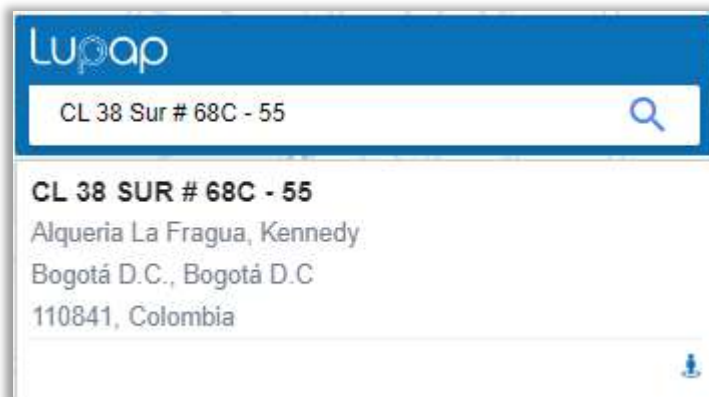 Lupap
CL 38 Sur # 68C - 55
CL 38 SUR # 68C - 55
Alqueria La Fragua, Kennedy
Bogotá D.C., Bogotá D.C
110841, Colombia